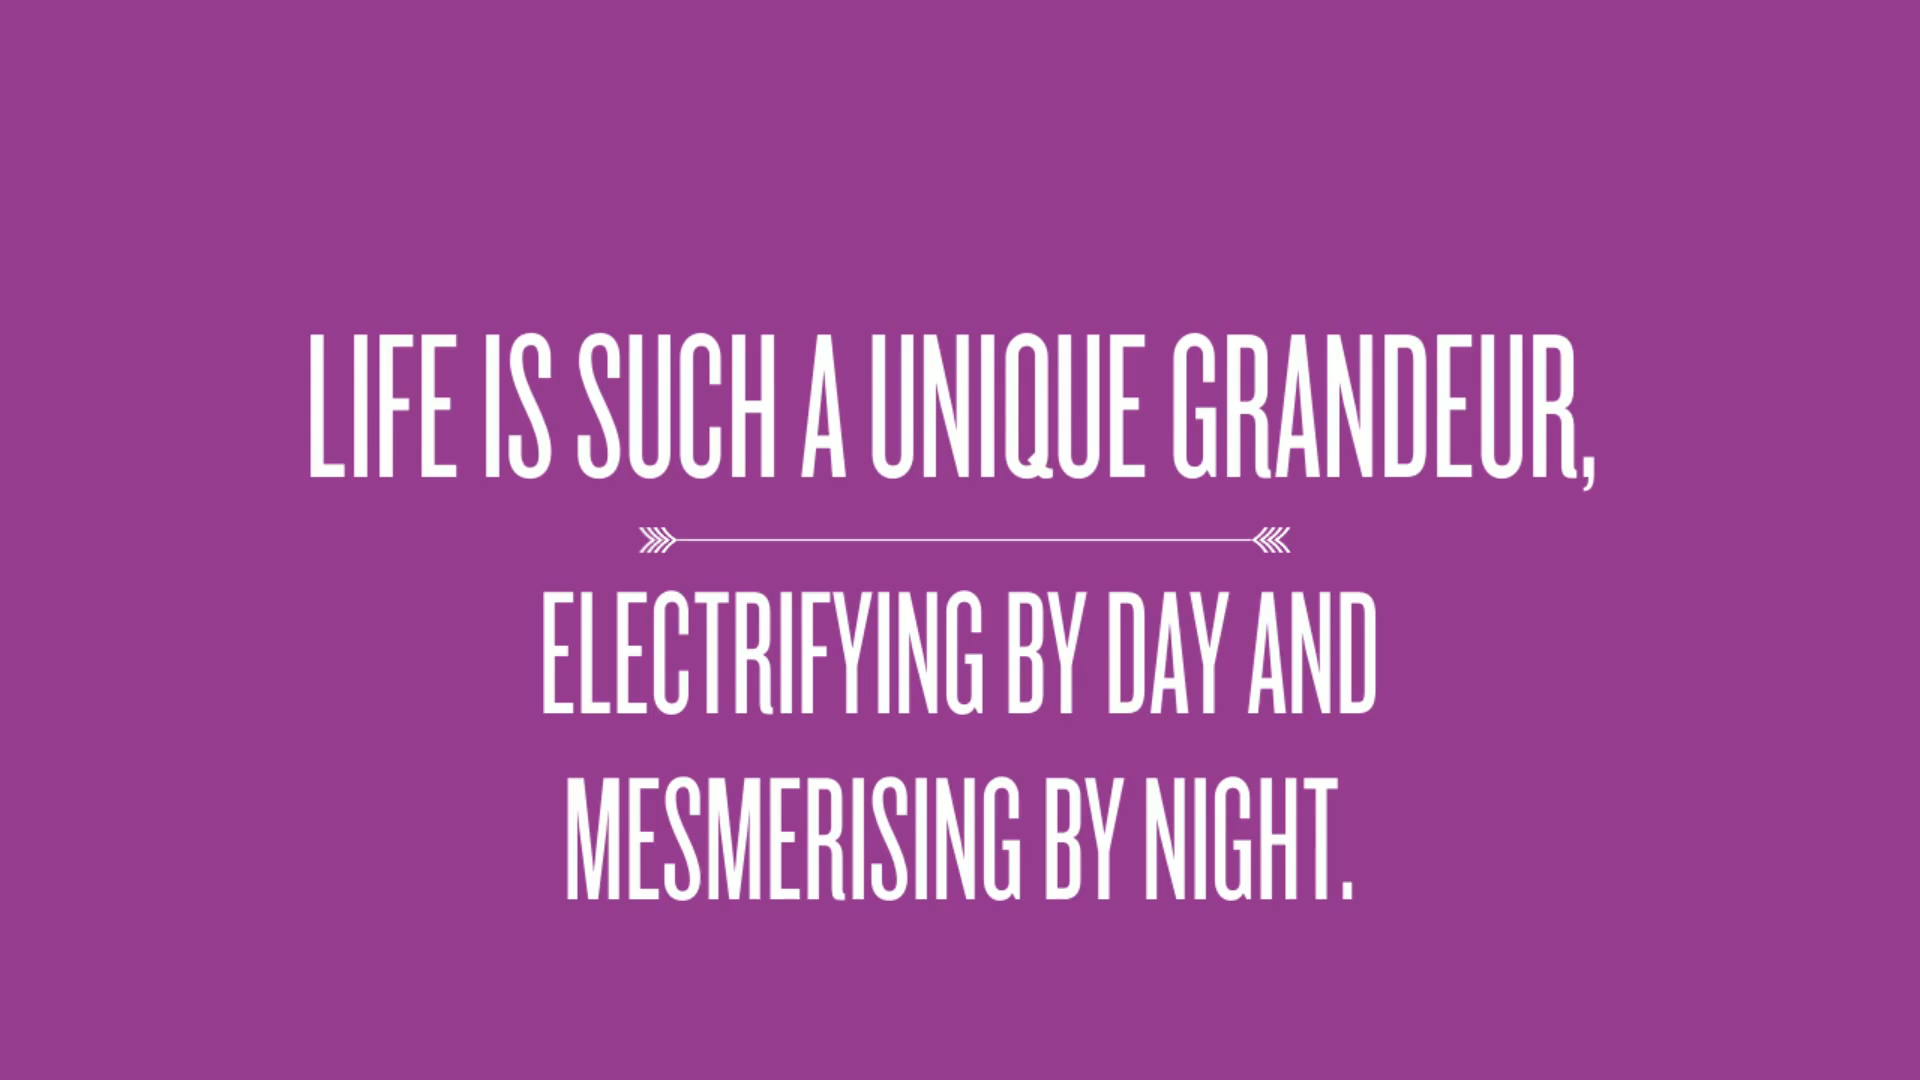 LIFE IS SUCH A UNIQUE GRANDEUR,
ELECTRIFYING BY DAY AND
MESMERISING BY NIGHT.